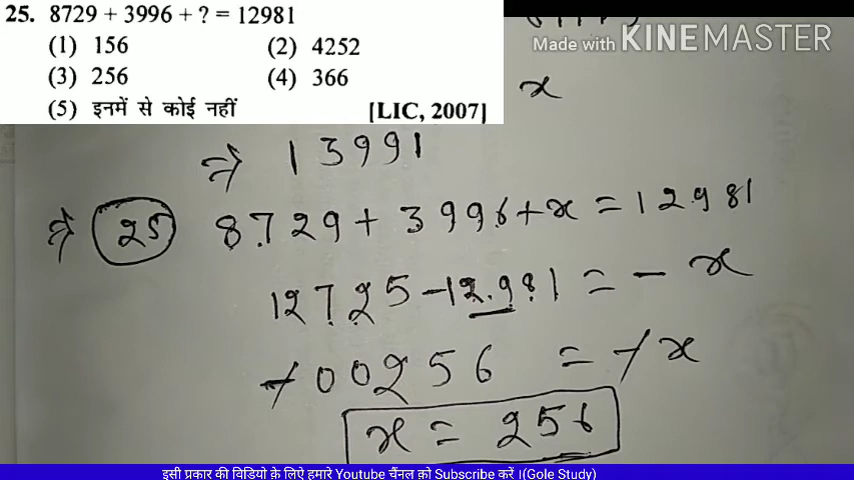 25. 8729 + 3996 + ? = 12981
(1) 156 (2) 4252
(3) 256 (4) 366
(5) इनमें से कोई नहीं [LIC, 2007]
Made with KINEMASTER
x
⇒ 13991
⇒ 25 8729 + 3996 + x = 12981
12725 - 12981 = - x
- 00256 = - x
x = 256
इसी प्रकार की विडियो के लिऐ हमारे Youtube चैंनल क़ो Subscribe करें ।(Gole Study)